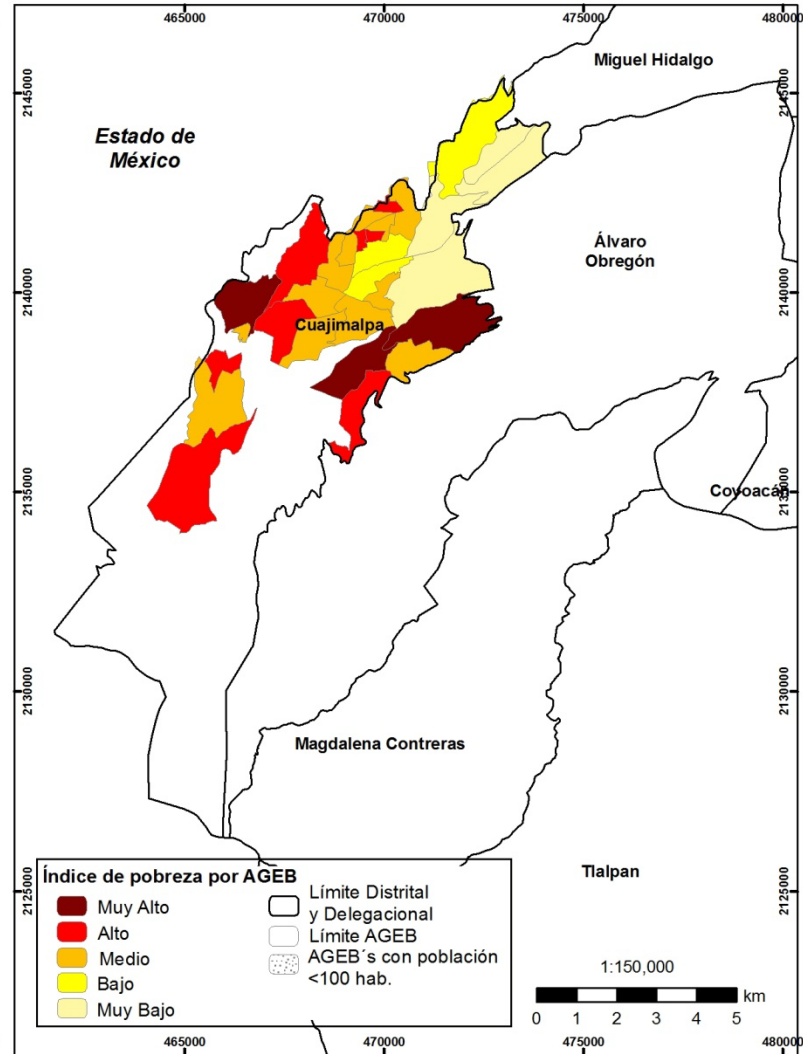 465000 470000 475000 480000
2145000 2145000
Miguel Hidalgo
Estado de
México
Álvaro
Obregón
2140000 2140000
Cuajimalpa
2135000 2135000
Coyoacán
2130000 2130000
Magdalena Contreras
Tlalpan
2125000 2125000
Índice de pobreza por AGEB
Muy Alto
Alto
Medio
Bajo
Muy Bajo
Límite Distrital
y Delegacional
Límite AGEB
AGEB´s con población
<100 hab.
1:150,000
km
0 1 2 3 4 5
465000 470000 475000 480000